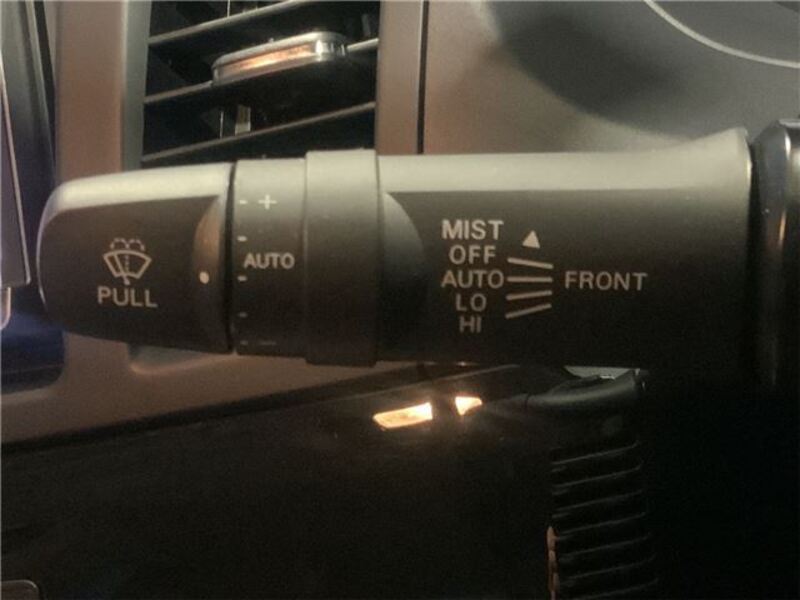 PULL
+
AUTO
MIST
OFF
AUTO
LO
HI
FRONT